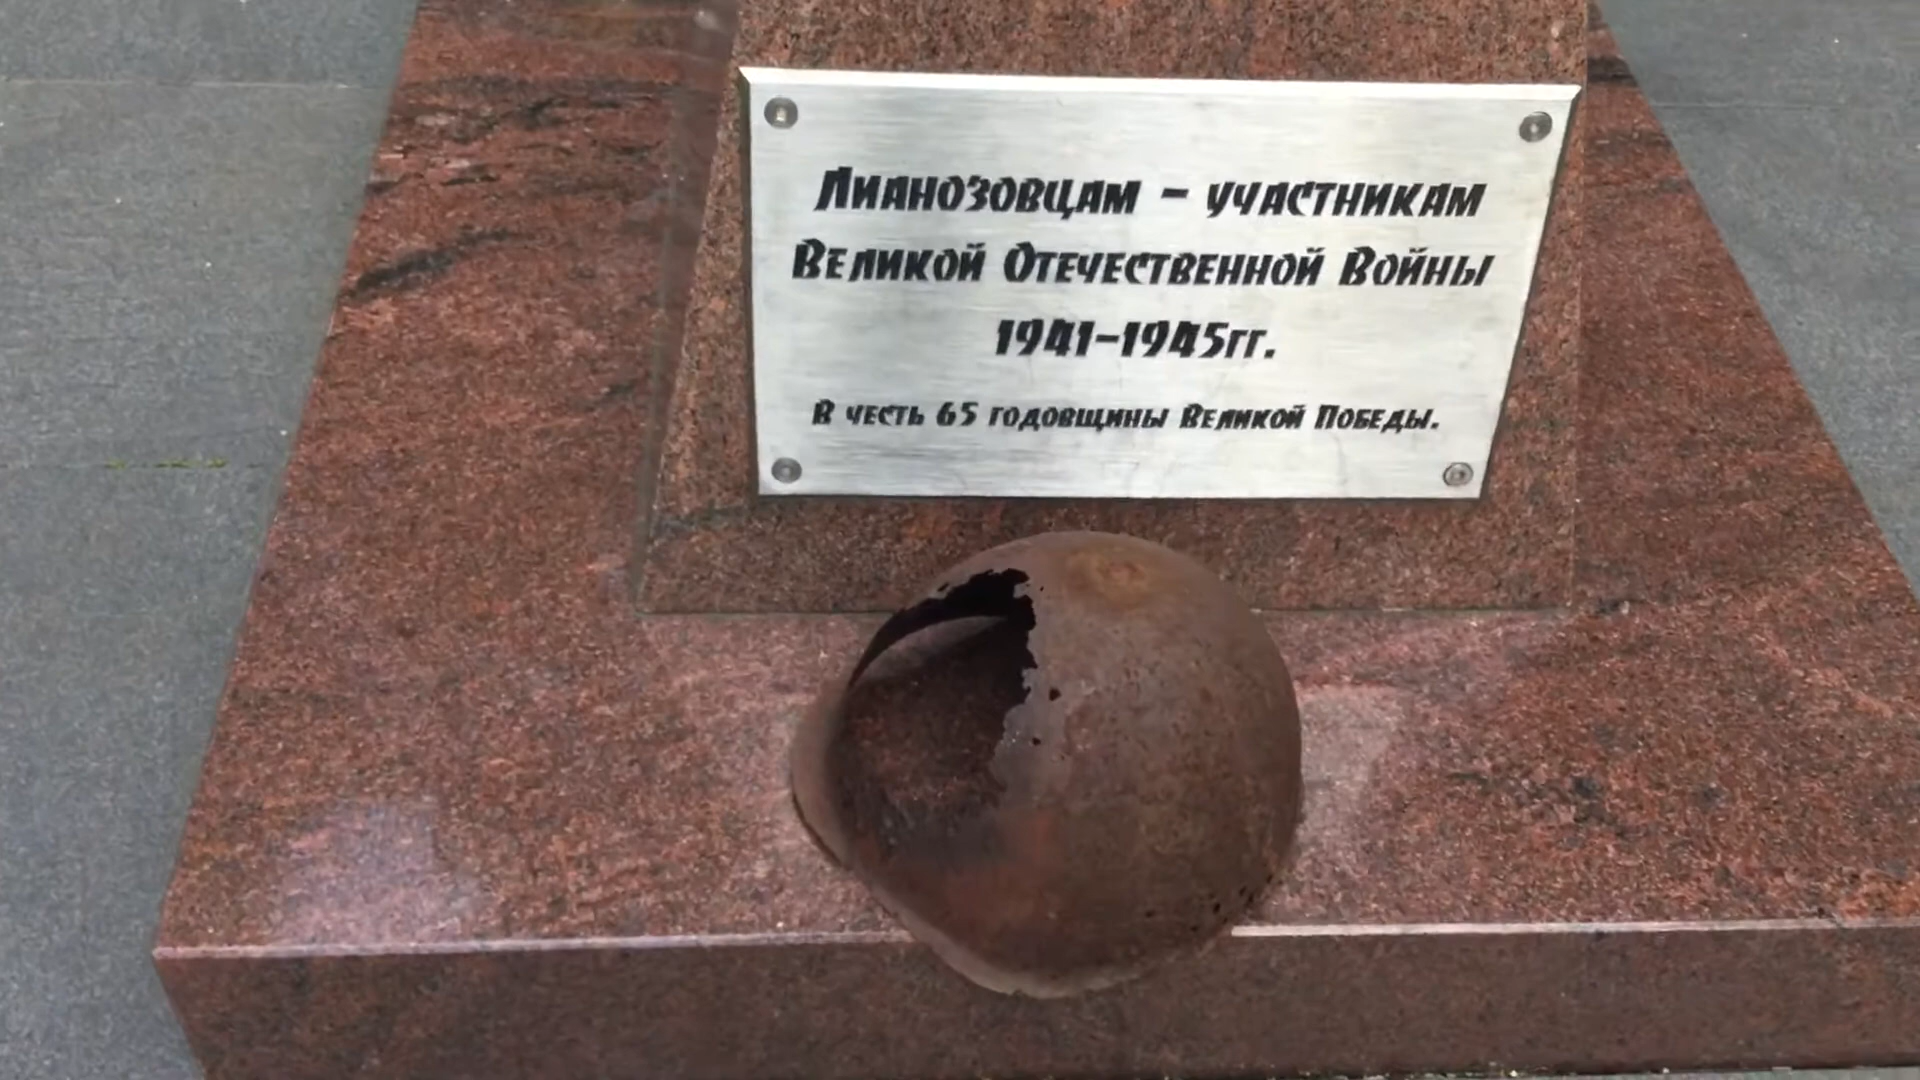 Лианозовцам – участникам
Великой Отечественной Войны
1941–1945гг.
В честь 65 годовщины Великой Победы.